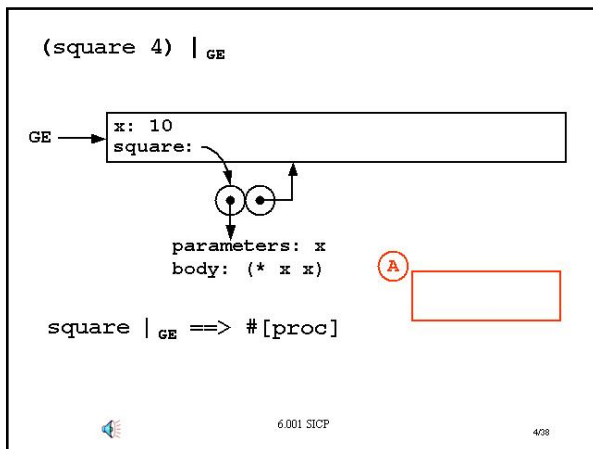 (square 4) |GE
GE
x: 10
square:
parameters: x
body: (* x x)
A
square |GE ==> #[proc]
6.001 SICP
4/38